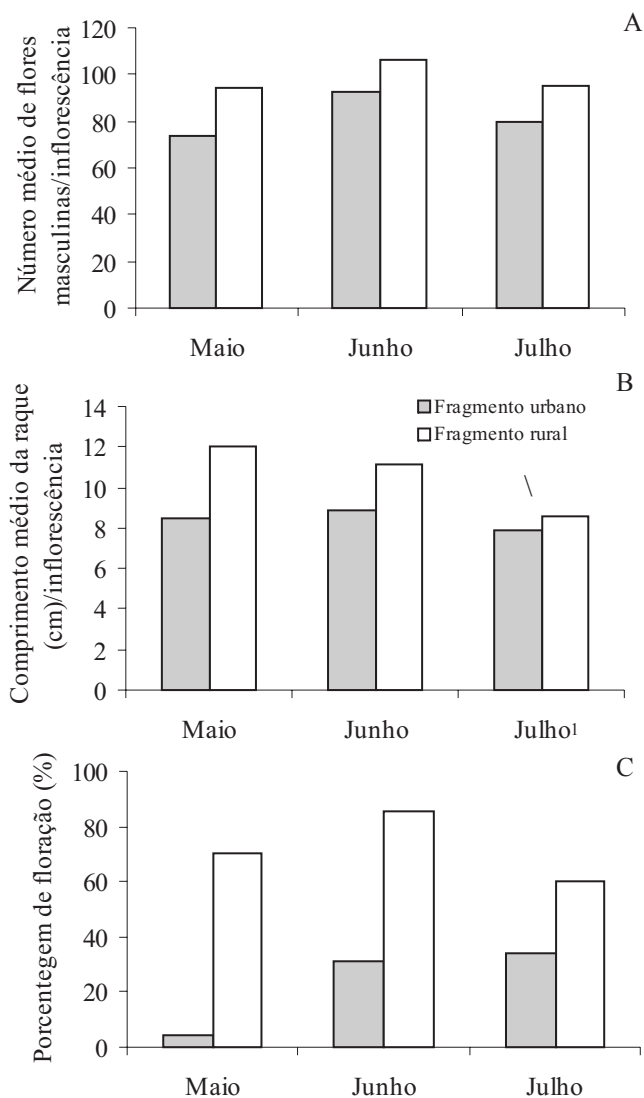 A
Número médio de flores
masculinas/inflorescência
120
100
80
60
40
20
0
Maio Junho Julho
B
Comprimento médio da raque
(cm)/inflorescência
14
12
10
8
6
4
2
0
Fragmento urbano
Fragmento rural
\
Maio Junho Julho¹
C
Porcentegem de floração (%)
100
80
60
40
20
0
Maio Junho Julho